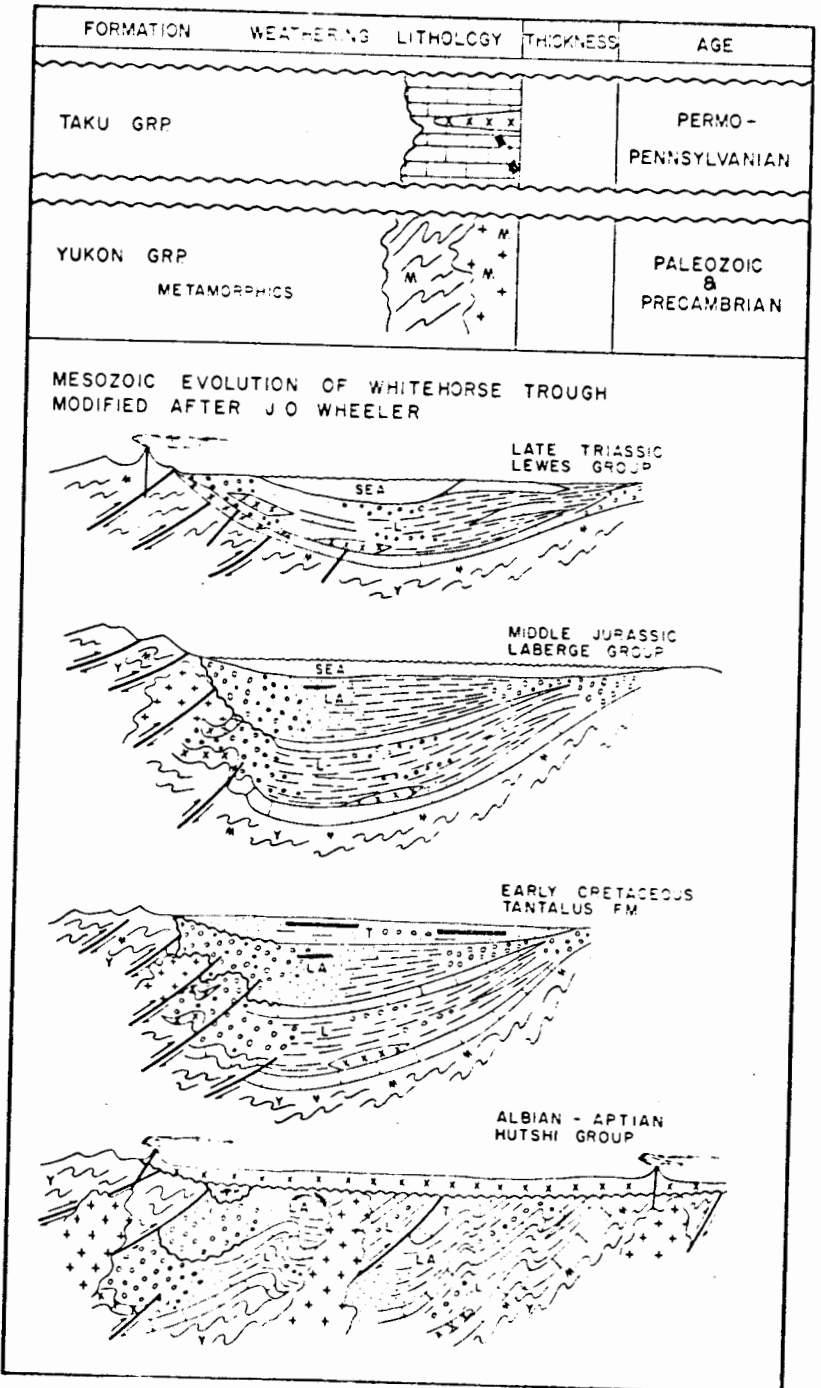 FORMATION WEATHERING LITHOLOGY THICKNESS AGE
TAKU GRP.
PERMO-
PENNSYLVANIAN
YUKON GRP.
METAMORPHICS
PALEOZOIC
&
PRECAMBRIAN
MESOZOIC EVOLUTION OF WHITEHORSE TROUGH
MODIFIED AFTER J O WHEELER
LATE TRIASSIC
LEWES GROUP
SEA
L
Y
MIDDLE JURASSIC
LABERGE GROUP
SEA
Y
LA
L
M Y
EARLY CRETACEOUS
TANTALUS FM
T
Y
LA
L
Y
ALBIAN - APTIAN
HUTSHI GROUP
Y
LA
T
L
LA
L
Y